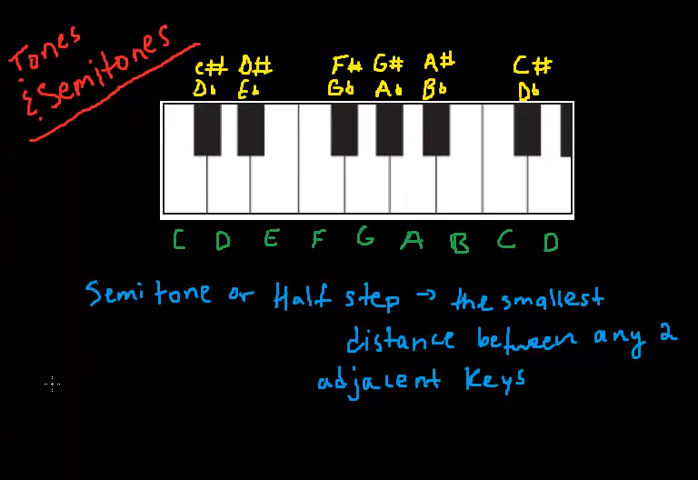 Tones
& Semitones
C# D# F# G# A# C#
Db Eb Gb Ab Bb Db
C D E F G A B C D
Semitone or Half step → the smallest
distance between any 2
adjacent Keys